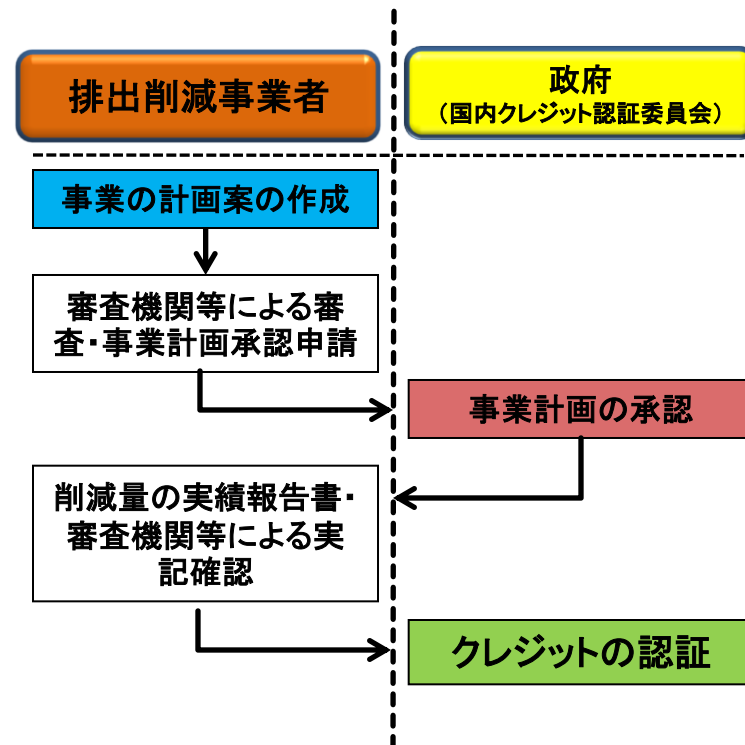 排出削減事業者
政府
（国内クレジット認証委員会）
事業の計画案の作成
審査機関等による審
査・事業計画承認申請
事業計画の承認
削減量の実績報告書・
審査機関等による実
記確認
クレジットの認証